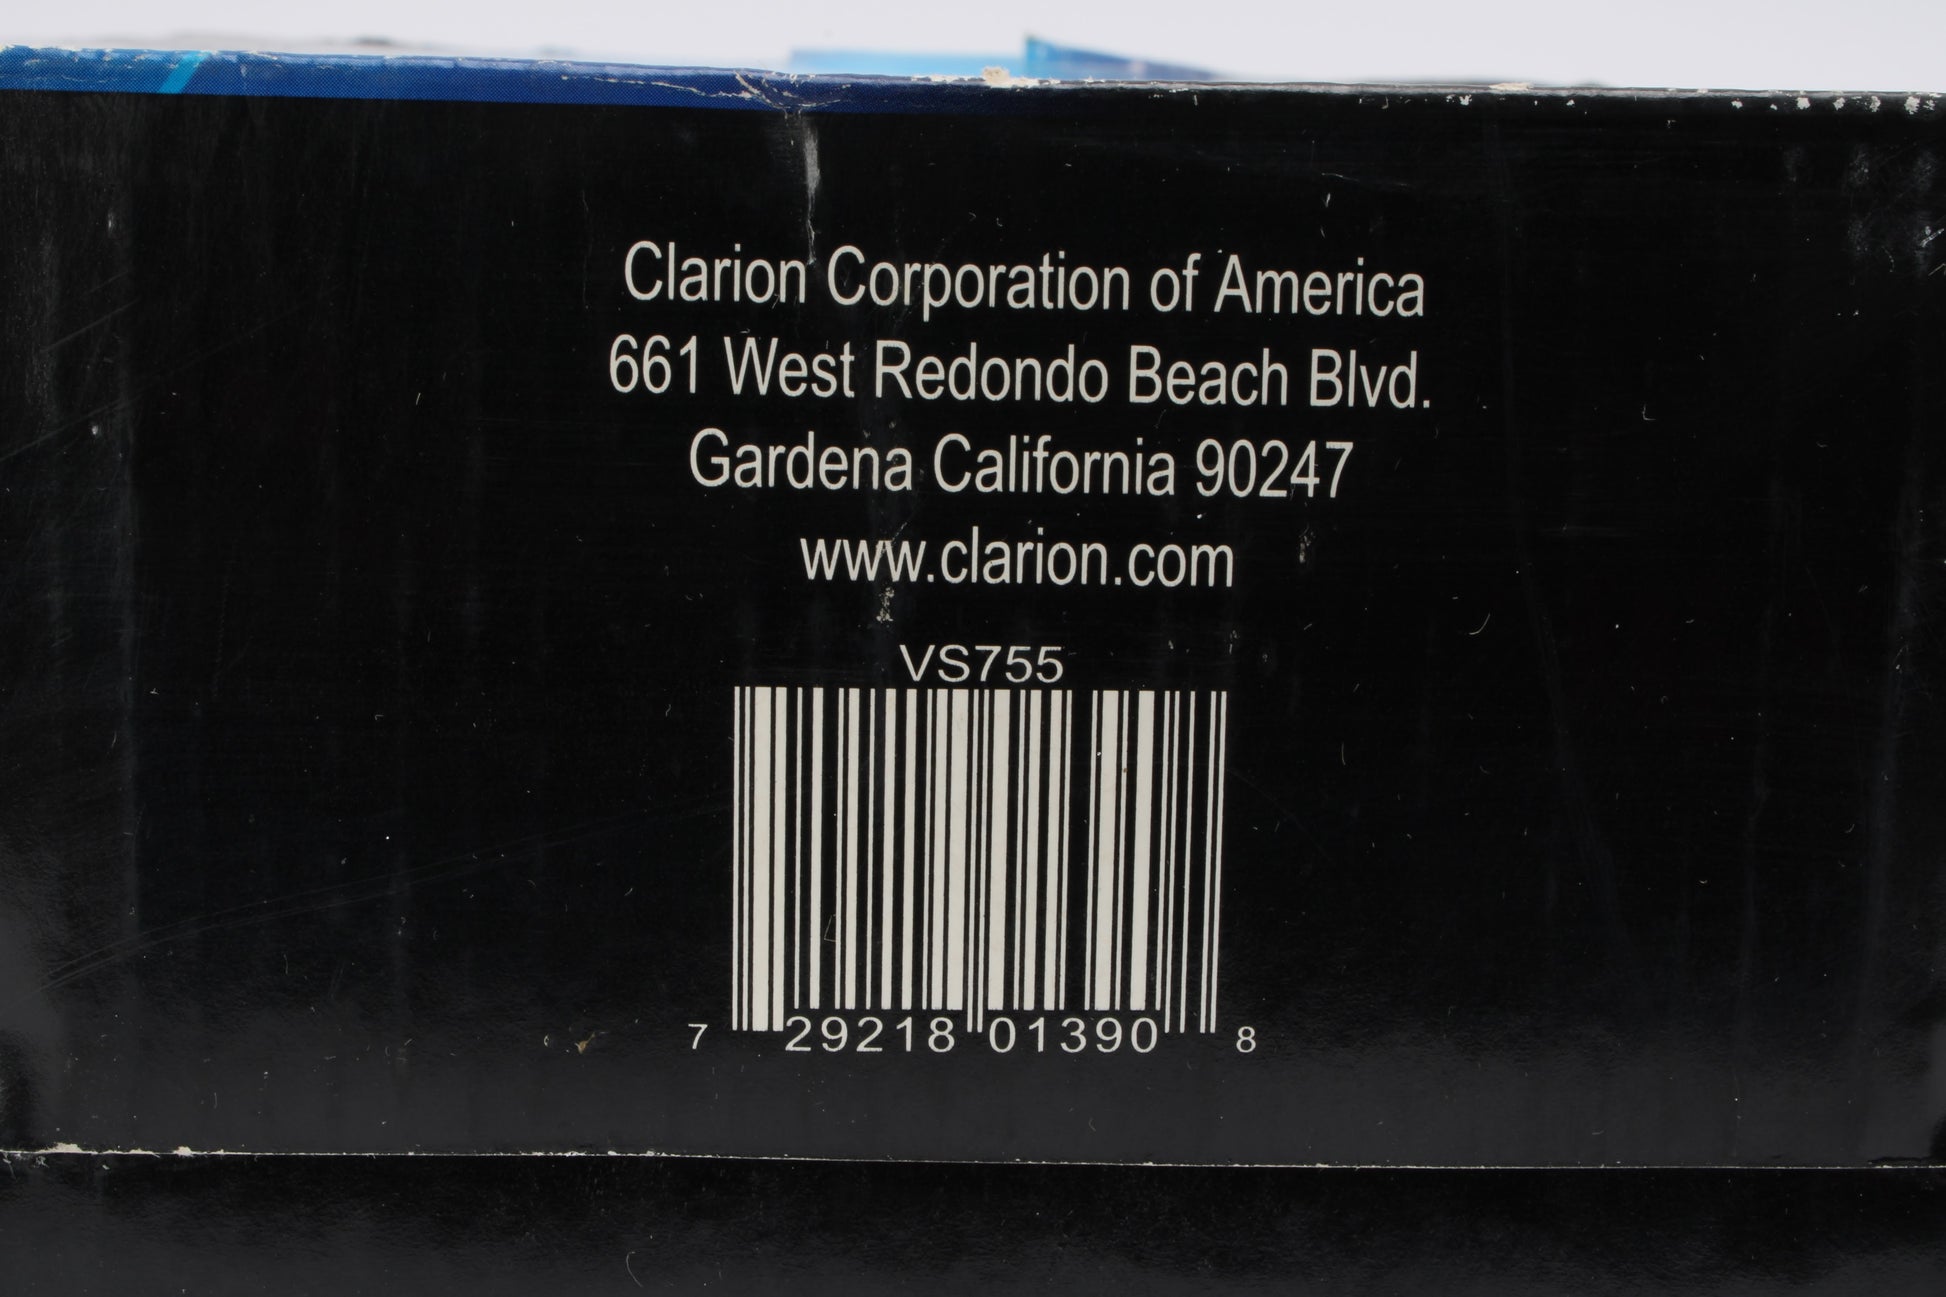 Clarion Corporation of America
661 West Redondo Beach Blvd.
Gardena California 90247
www.clarion.com
VS755
7 29218 01390 8